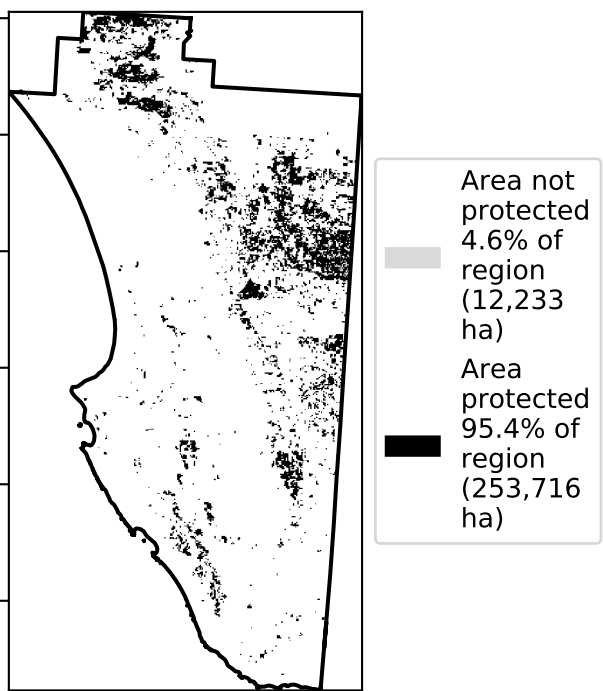 Area not
protected
4.6% of
region
(12,233
ha)
Area
protected
95.4% of
region
(253,716
ha)